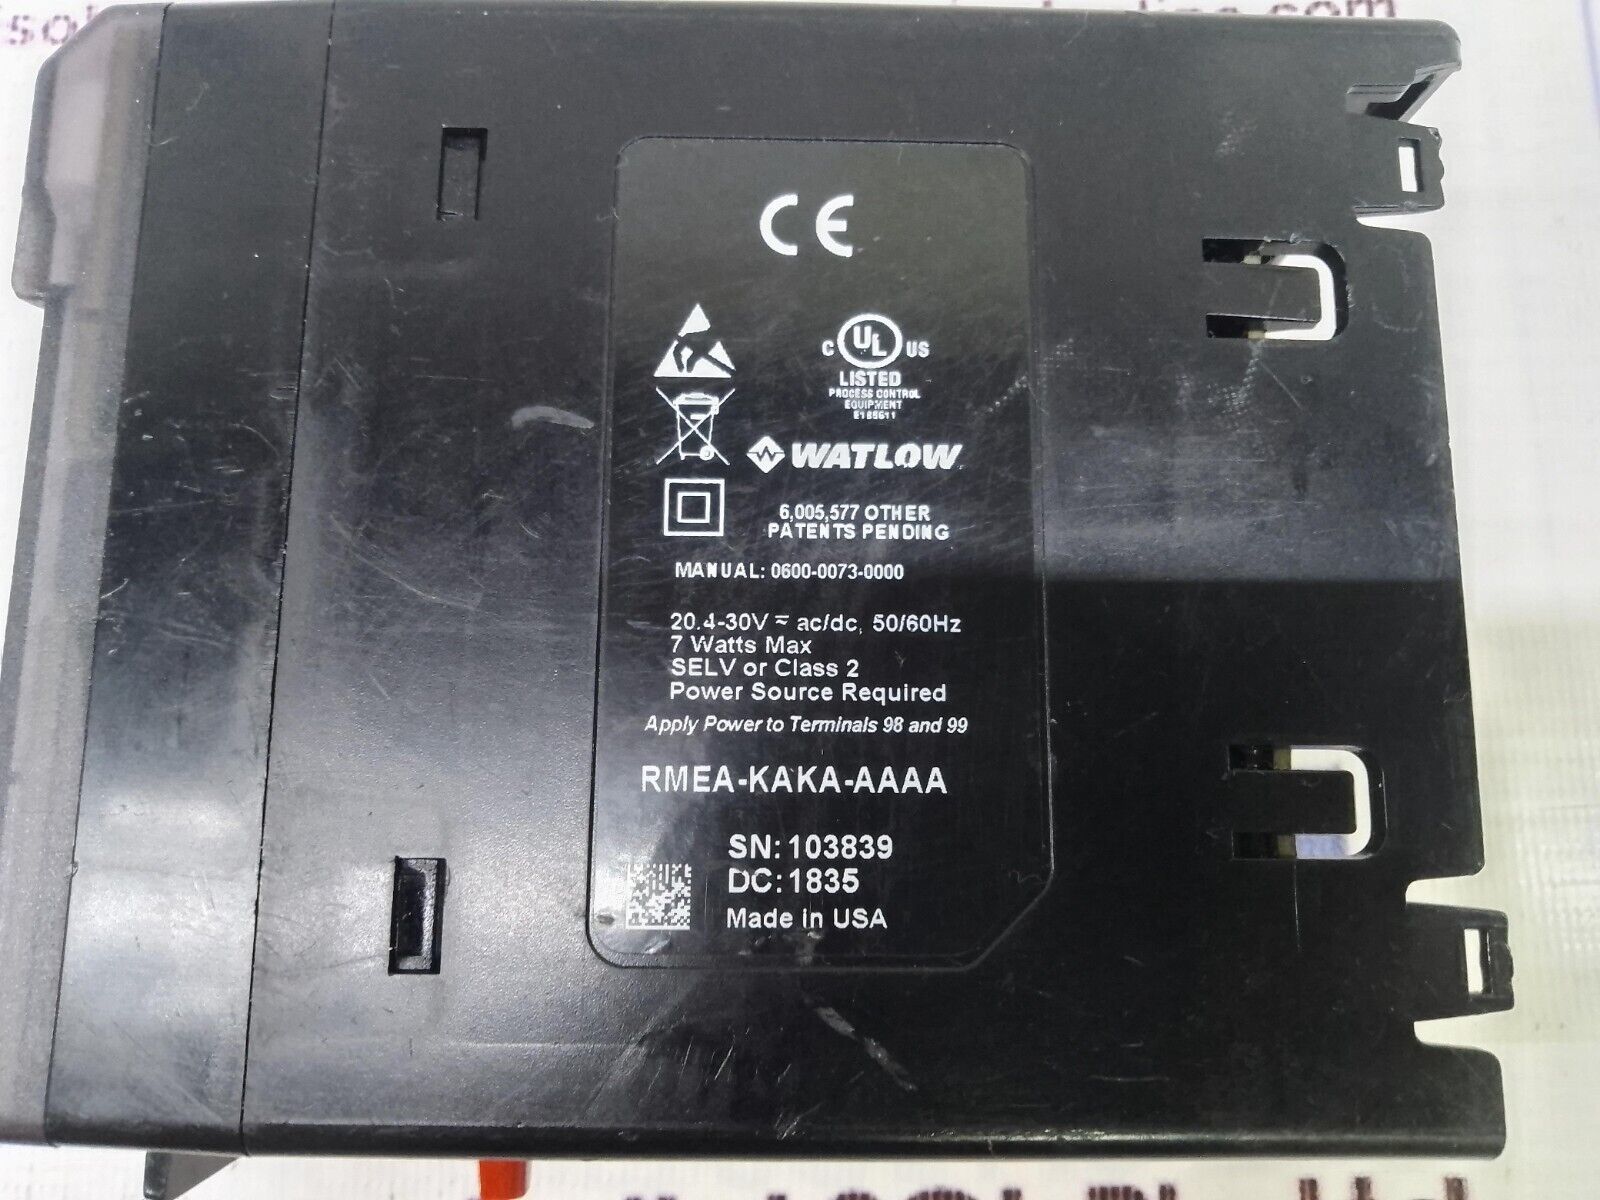 CE
UL
C US
LISTED
PROCESS CONTROL
EQUIPMENT
E185611
WATLOW
6,005,577 OTHER
PATENTS PENDING
MANUAL: 0600-0073-0000
20.4-30V ⎓ ac/dc, 50/60Hz
7 Watts Max
SELV or Class 2
Power Source Required
Apply Power to Terminals 98 and 99
RMEA-KAKA-AAAA
SN: 103839
DC: 1835
Made in USA